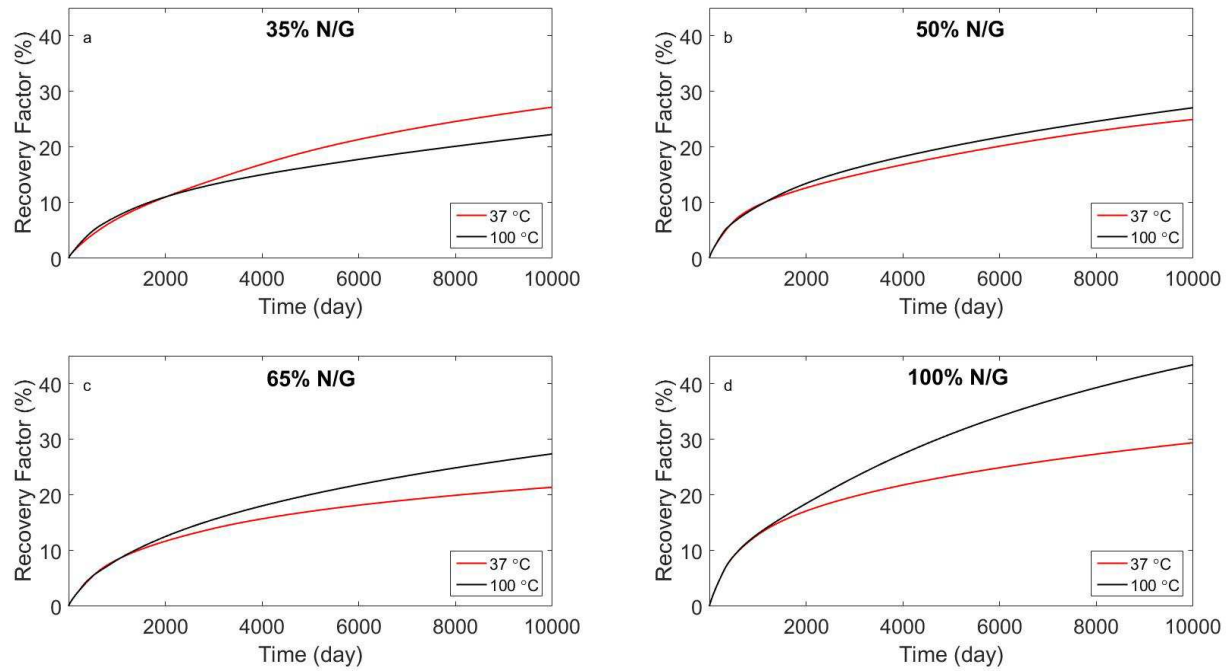 a
35% N/G
Recovery Factor (%)
40
30
20
10
0
37 °C
100 °C
2000
4000
6000
8000
10000
Time (day)
b
50% N/G
Recovery Factor (%)
40
30
20
10
0
37 °C
100 °C
2000
4000
6000
8000
10000
Time (day)
c
65% N/G
Recovery Factor (%)
40
30
20
10
0
37 °C
100 °C
2000
4000
6000
8000
10000
Time (day)
d
100% N/G
Recovery Factor (%)
40
30
20
10
0
37 °C
100 °C
2000
4000
6000
8000
10000
Time (day)